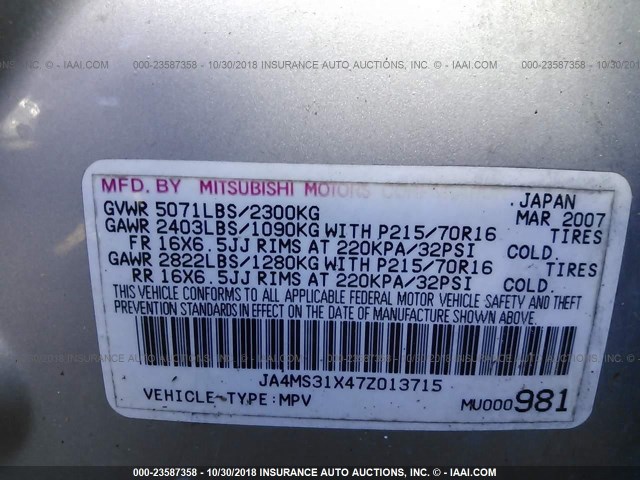 000-23587358 - 10/30/2018 INSURANCE AUTO AUCTIONS, INC. - © IAAI.COM
MFD. BY MITSUBISHI MOTORS
JAPAN
GVWR 5071LBS/2300KG
MAR 2007
GAWR 2403LBS/1090KG WITH P215/70R16 TIRES
FR 16X6.5JJ RIMS AT 220KPA/32PSI COLD.
GAWR 2822LBS/1280KG WITH P215/70R16 TIRES
RR 16X6.5JJ RIMS AT 220KPA/32PSI COLD.
THIS VEHICLE CONFORMS TO ALL APPLICABLE FEDERAL MOTOR VEHICLE SAFETY AND THEFT
PREVENTION STANDARDS IN EFFECT ON THE DATE OF MANUFACTURE SHOWN ABOVE.
JA4MS31X47Z013715
VEHICLE-TYPE:MPV
MU000981
000-23587358 - 10/30/2018 INSURANCE AUTO AUCTIONS, INC. - © IAAI.COM